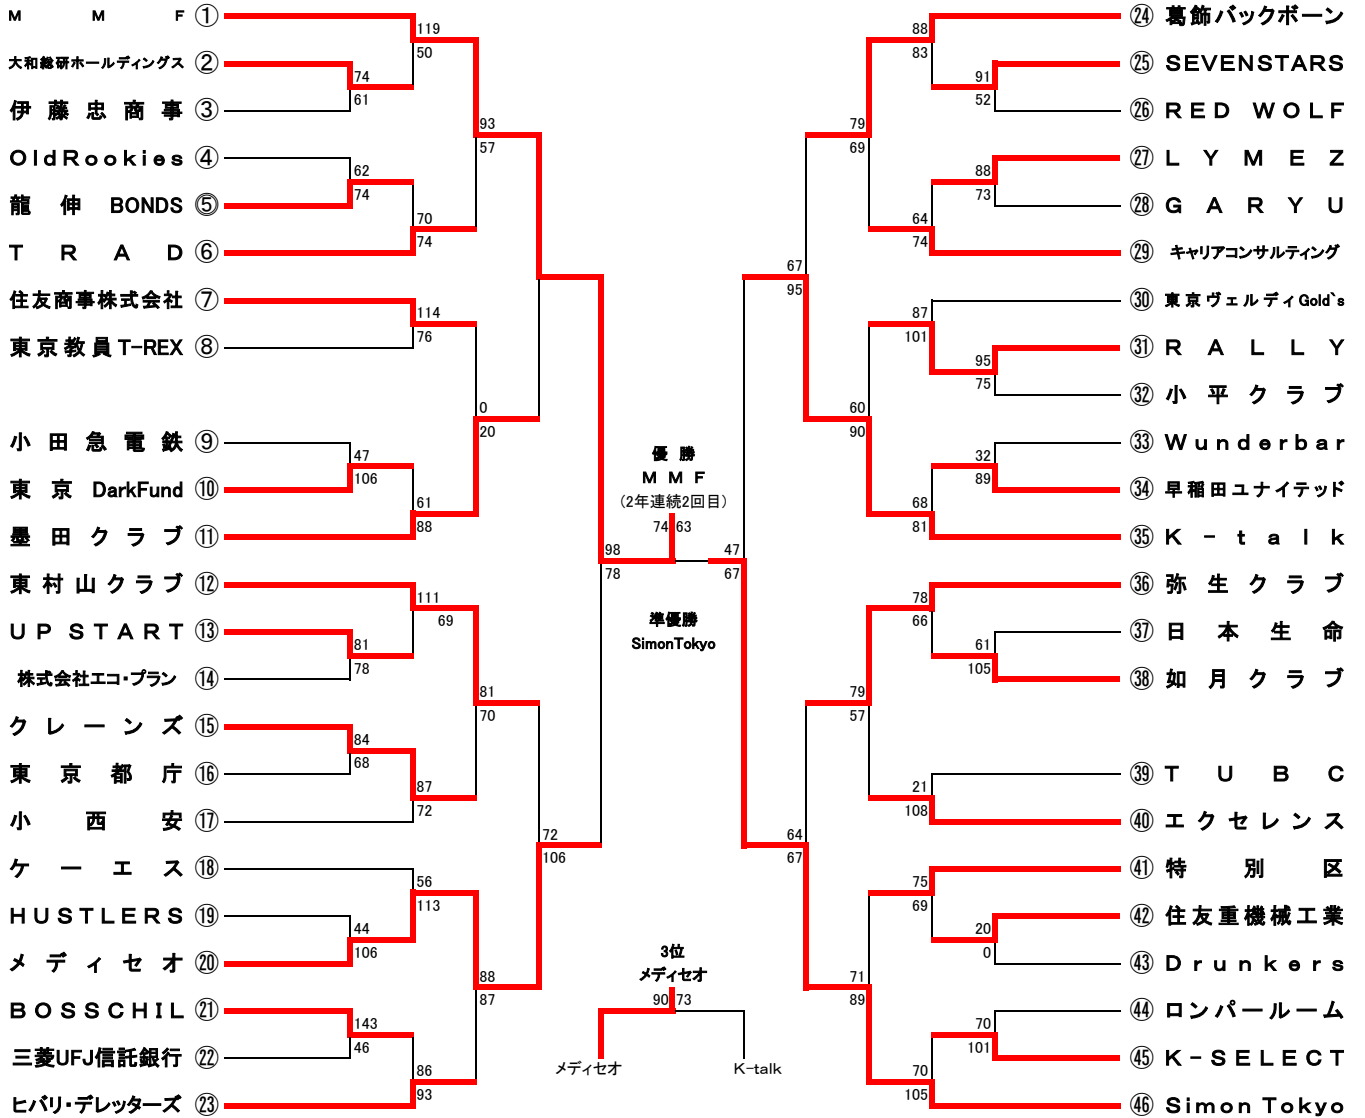 M M F ①
大和総研ホールディングス ②
伊藤忠商事 ③
OldRookies ④
龍伸 BONDS ⑤
T R A D ⑥
住友商事株式会社 ⑦
東京教員T-REX ⑧
小田急電鉄 ⑨
東京 DarkFund ⑩
墨田クラブ ⑪
東村山クラブ ⑫
UP START ⑬
株式会社エコ・プラン ⑭
クレーンズ ⑮
東京都庁 ⑯
小西安 ⑰
ケーエス ⑱
HUSTLERS ⑲
メディセオ ⑳
BOSSCHIL ㉑
三菱UFJ信託銀行 ㉒
ヒバリ・デレッターズ ㉓
119
50
74
61
93
57
62
74
70
74
114
76
0
20
47
106
61
88
98
78
111
69
81
78
81
70
84
68
87
72
72
106
56
113
44
106
88
87
143
46
86
93
優勝
M M F
(2年連続2回目)
74 63
準優勝
SimonTokyo
3位
メディセオ
90 73
メディセオ
K-talk
88
83
91
52
79
69
88
73
64
74
67
95
87
101
95
75
60
90
32
89
68
81
47
67
78
66
61
105
79
57
21
108
64
67
75
69
20
0
71
89
70
101
70
105
㉔ 葛飾バックボーン
㉕ SEVENSTARS
㉖ RED WOLF
㉗ L Y M E Z
㉘ G A R Y U
㉙ キャリアコンサルティング
㉚ 東京ヴェルディGold`s
㉛ R A L L Y
㉜ 小平クラブ
㉝ Wunderbar
㉞ 早稲田ユナイテッド
㉟ K-talk
㊱ 弥生クラブ
㊲ 日本生命
㊳ 如月クラブ
㊴ T U B C
㊵ エクセレンス
㊶ 特別区
㊷ 住友重機械工業
㊸ Drunkers
㊹ ロンパールーム
㊺ K-SELECT
㊻ Simon Tokyo